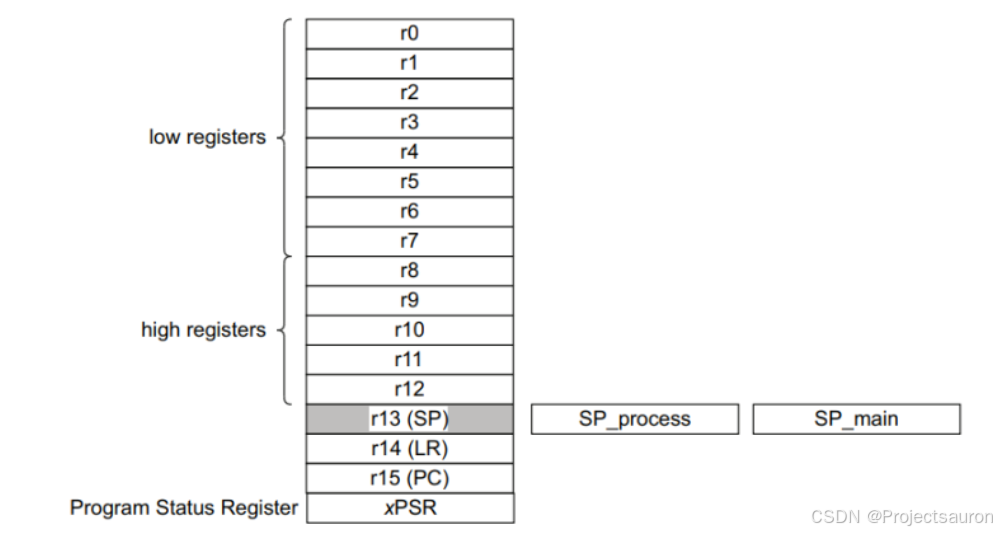 r0
r1
r2
r3
low registers
r4
r5
r6
r7
r8
r9
high registers
r10
r11
r12
r13 (SP)
SP_process
SP_main
r14 (LR)
r15 (PC)
Program Status Register
xPSR
CSDN @Projectsauron